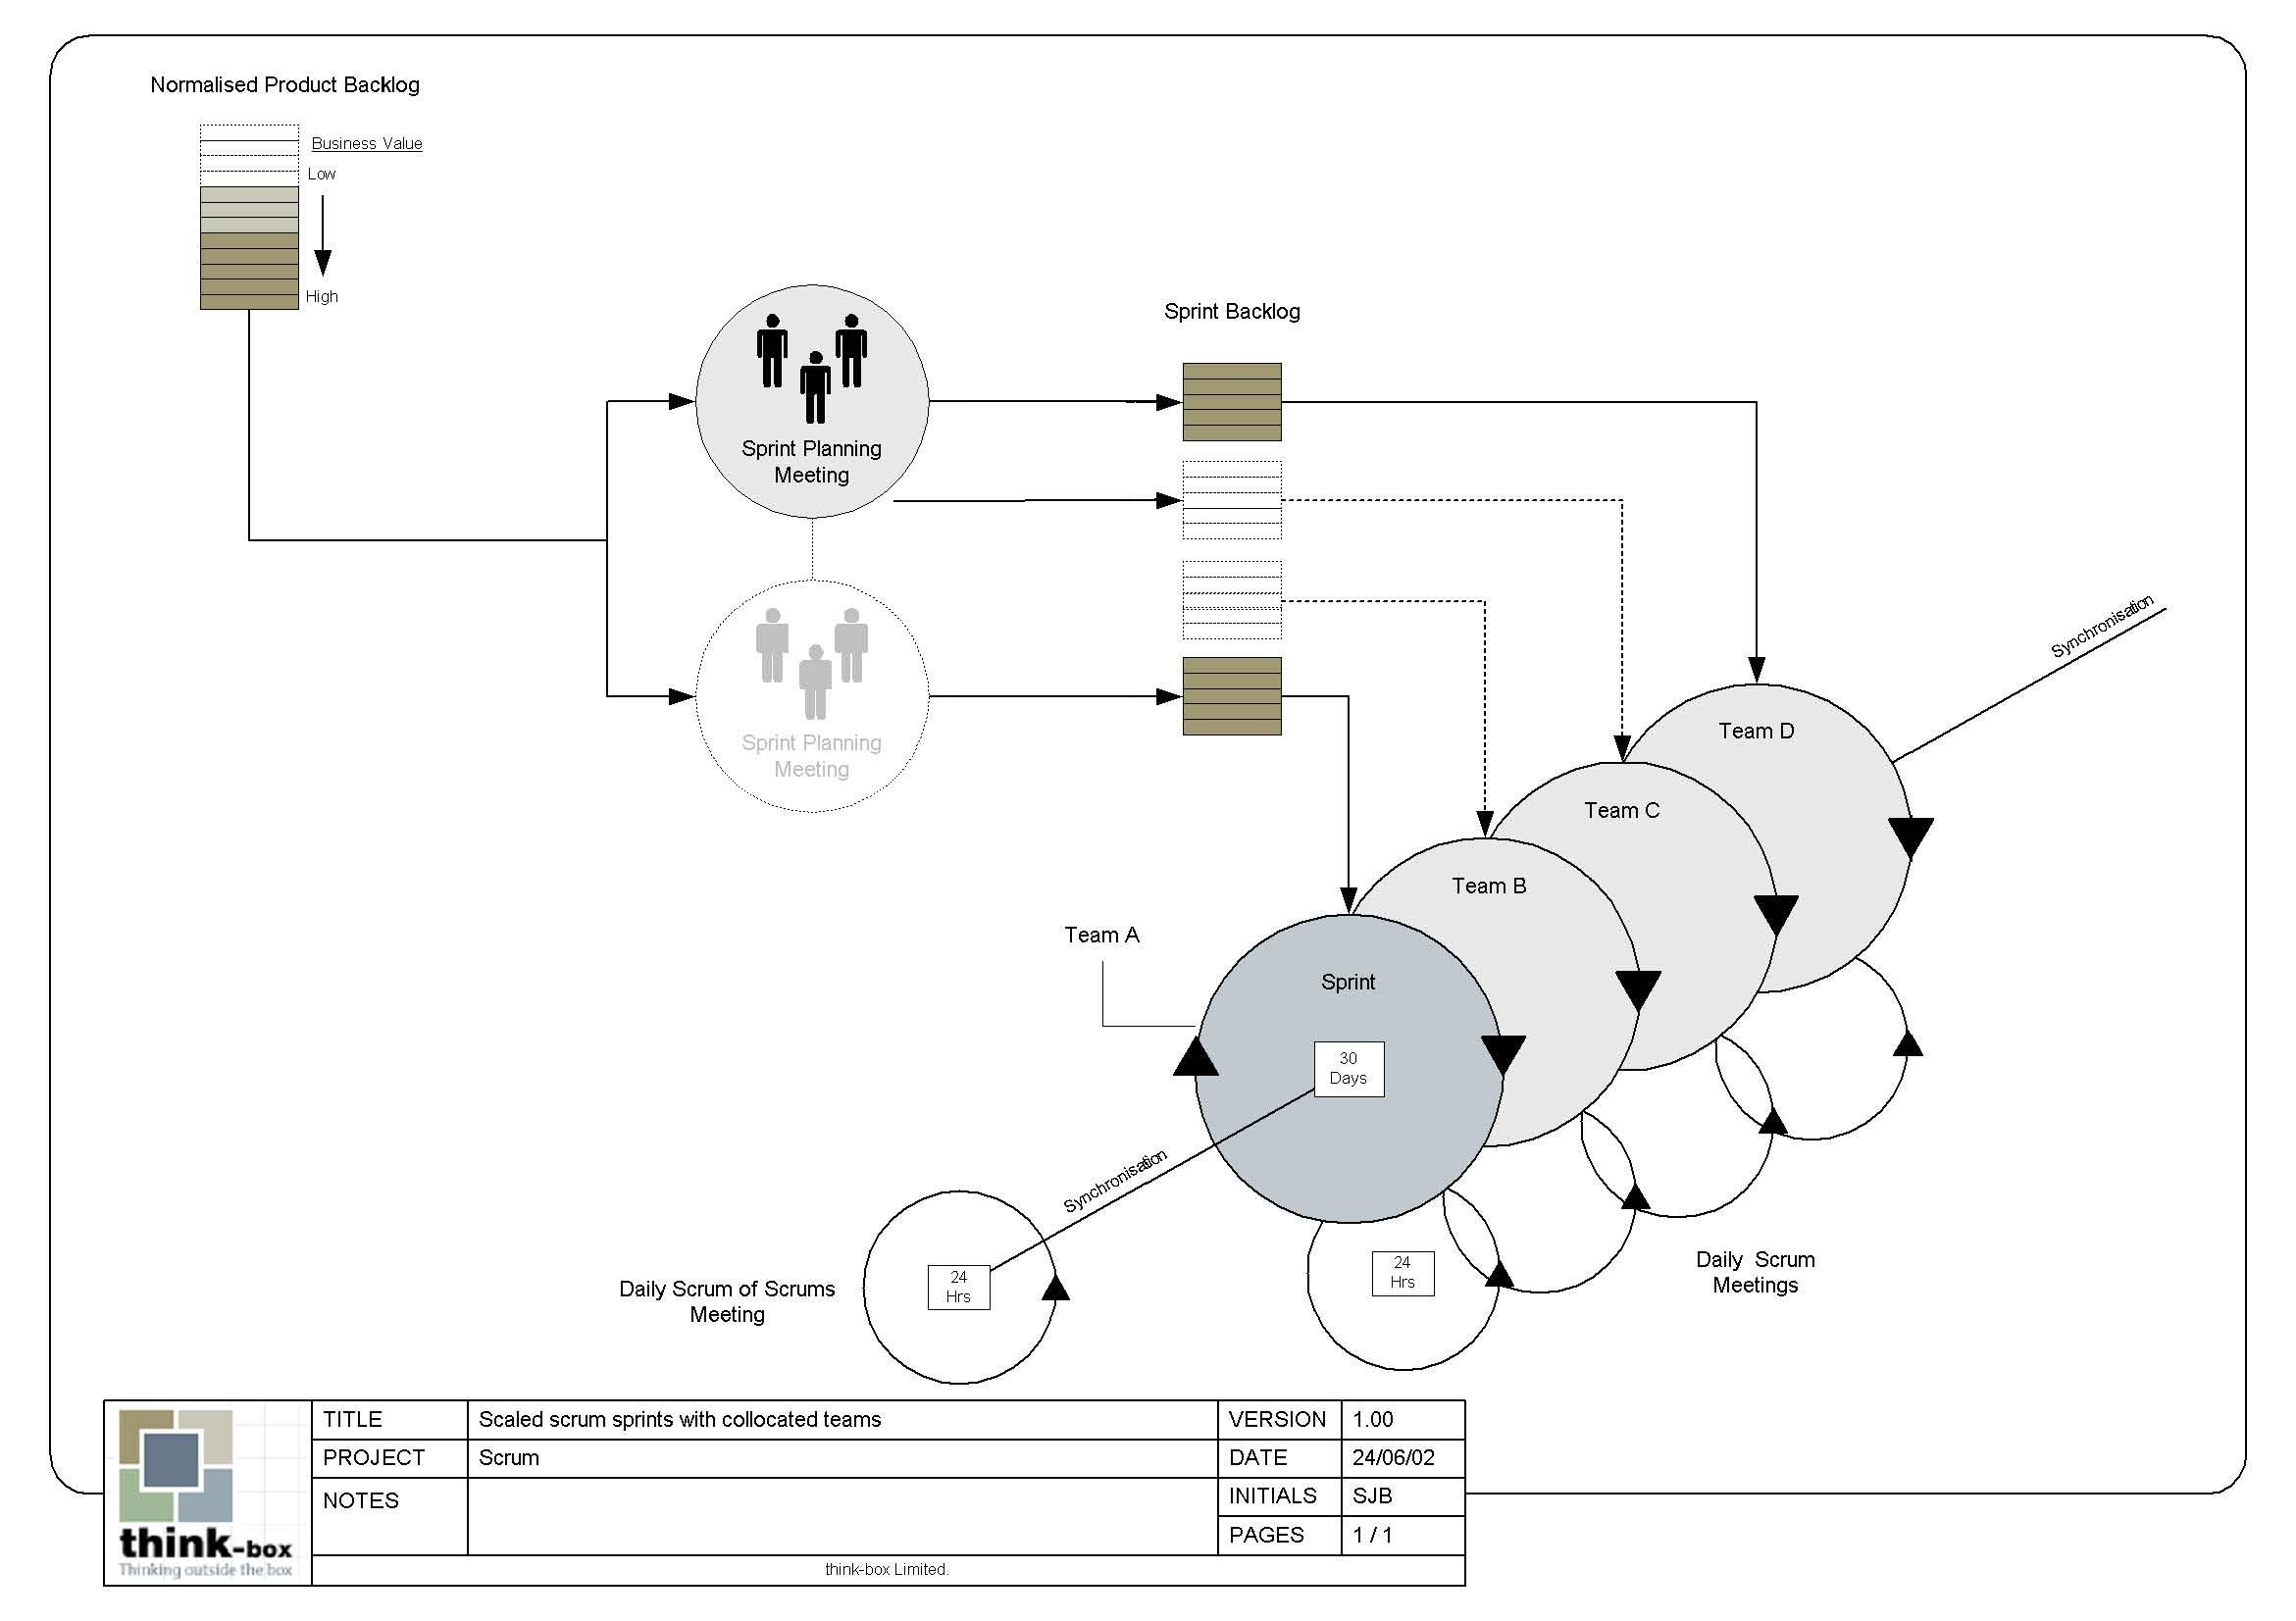 Normalised Product Backlog
Business Value
Low
High
Sprint Planning
Meeting
Sprint Backlog
Sprint Planning
Meeting
Synchronisation
Team D
Team C
Team B
Team A
Sprint
30
Days
Synchronisation
24
Hrs
Daily Scrum of Scrums
Meeting
24
Hrs
Daily Scrum
Meetings
think-box
Thinking outside the box
TITLE
Scaled scrum sprints with collocated teams
VERSION
1.00
PROJECT
Scrum
DATE
24/06/02
NOTES
INITIALS
SJB
PAGES
1 / 1
think-box Limited.